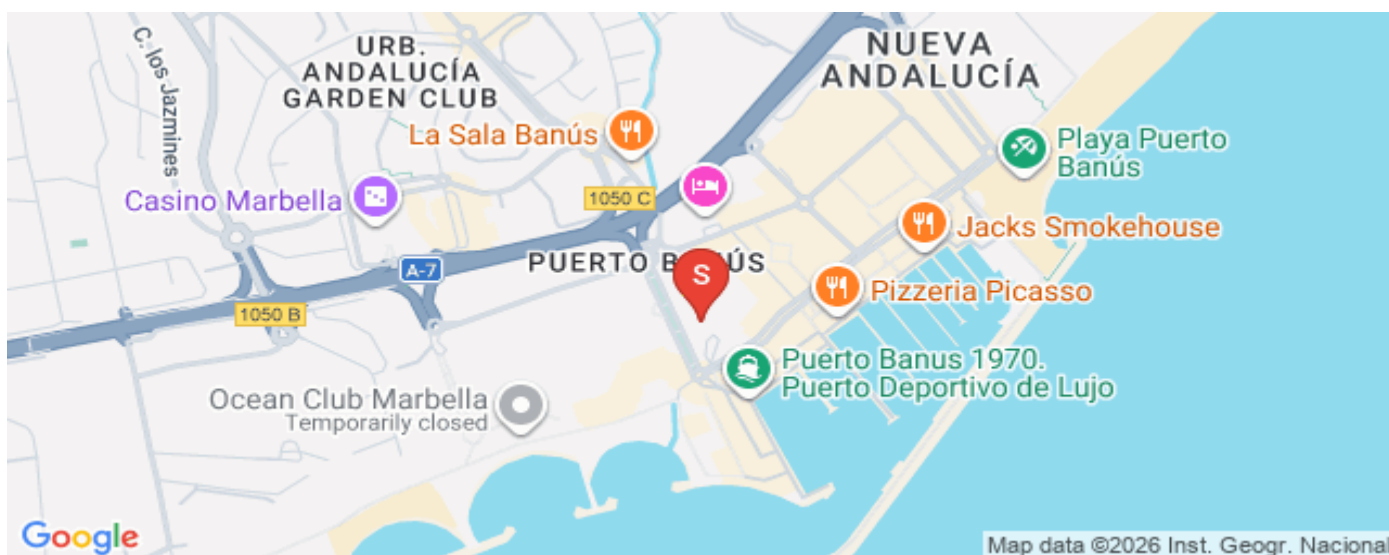 C. los Jazmines
URB.
ANDALUCÍA
GARDEN CLUB
NUEVA
ANDALUCÍA
La Sala Banús
Playa Puerto
Banús
1050 C
Casino Marbella
Jacks Smokehouse
PUERTO BANÚS
S
A-7
Pizzeria Picasso
1050 B
Puerto Banus 1970.
Puerto Deportivo de Lujo
Ocean Club Marbella
Temporarily closed
Google
Map data ©2026 Inst. Geogr. Nacional